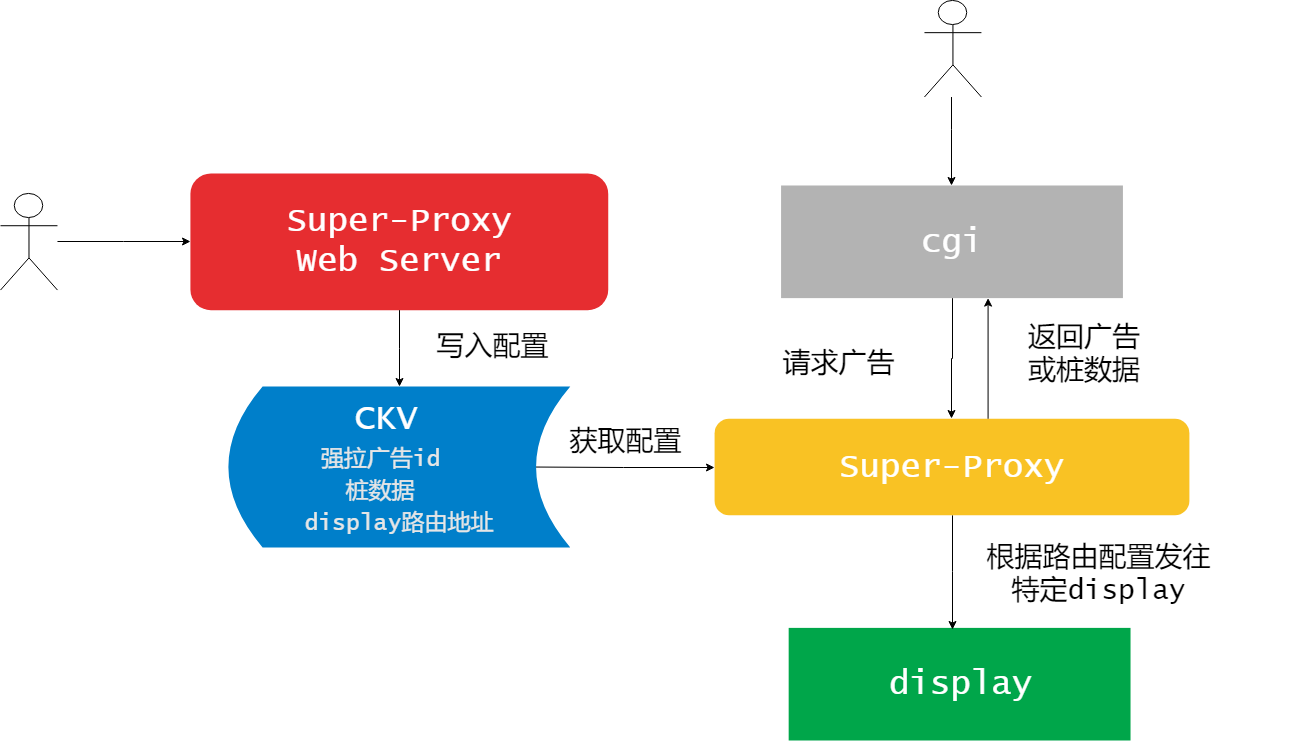 Super-Proxy
Web Server
写入配置
CKV
强拉广告id
桩数据
display路由地址
获取配置
cgi
请求广告
返回广告
或桩数据
Super-Proxy
根据路由配置发往
特定display
display